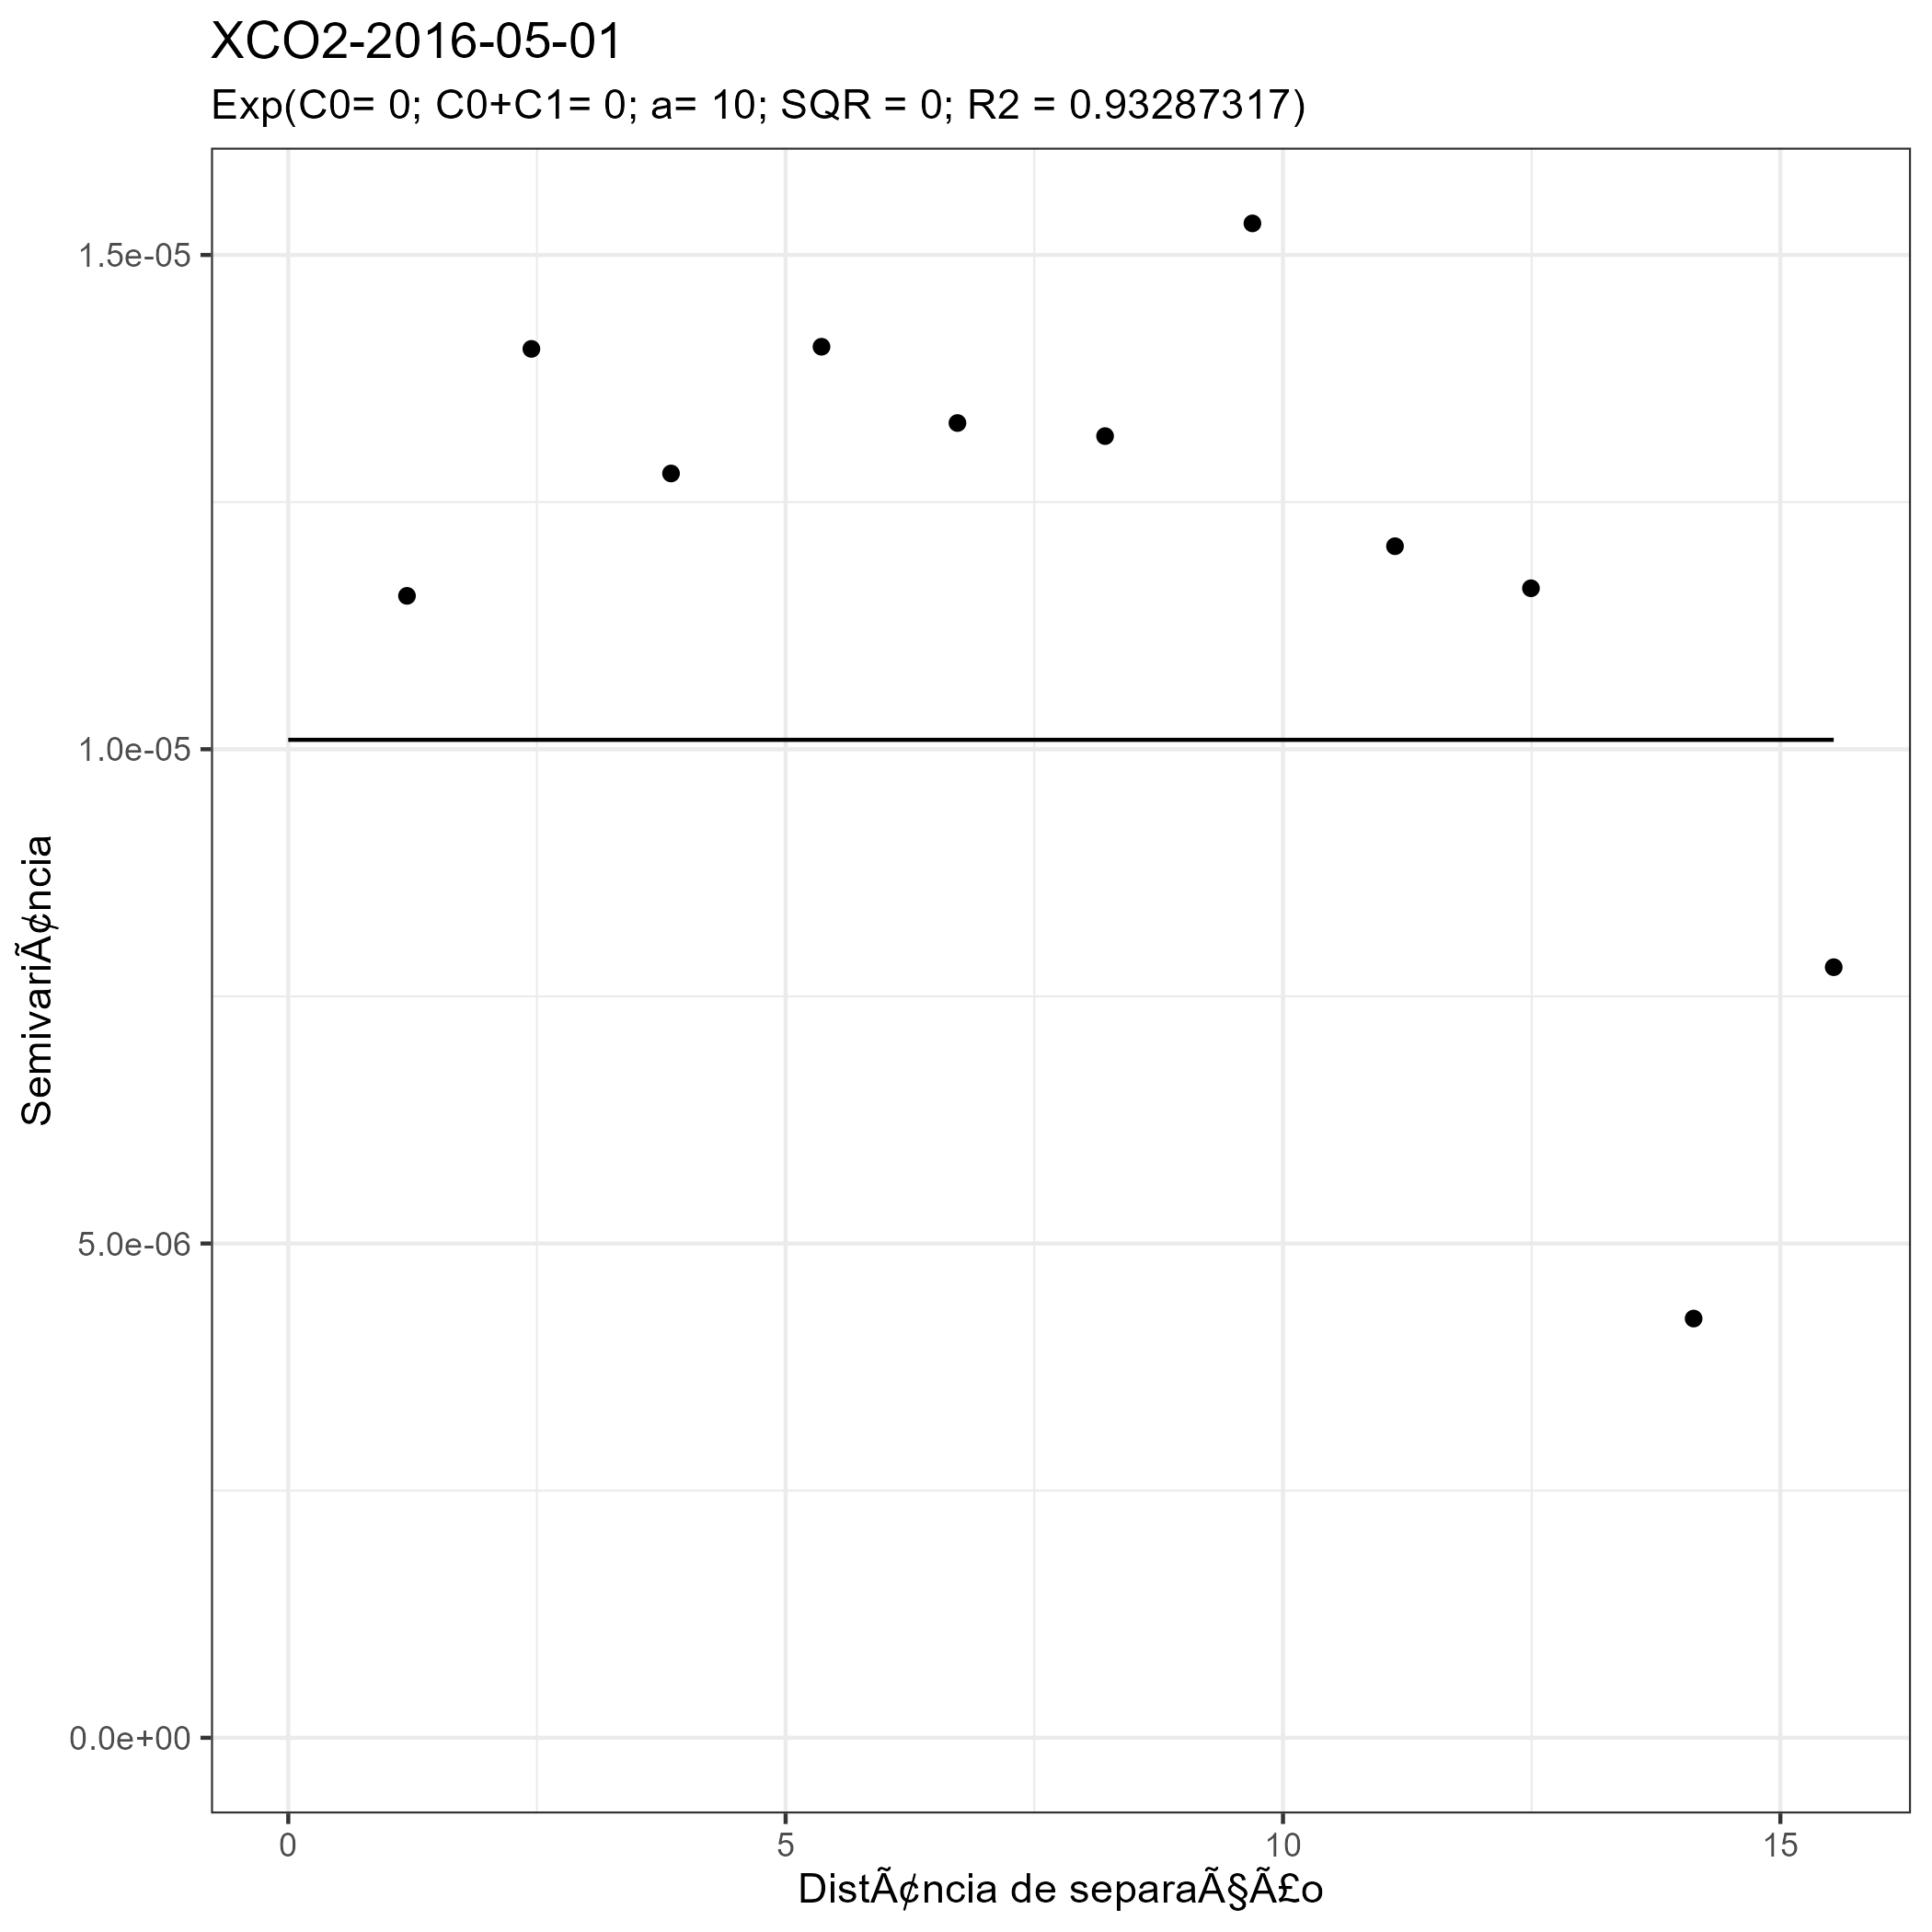 XCO2-2016-05-01
Exp(C0= 0; C0+C1= 0; a= 10; SQR = 0; R2 = 0.93287317)
1.5e-05
1.0e-05
5.0e-06
0.0e+00
SemivariÃ¢ncia
0 5 10 15
DistÃ¢ncia de separaÃ§Ã£o